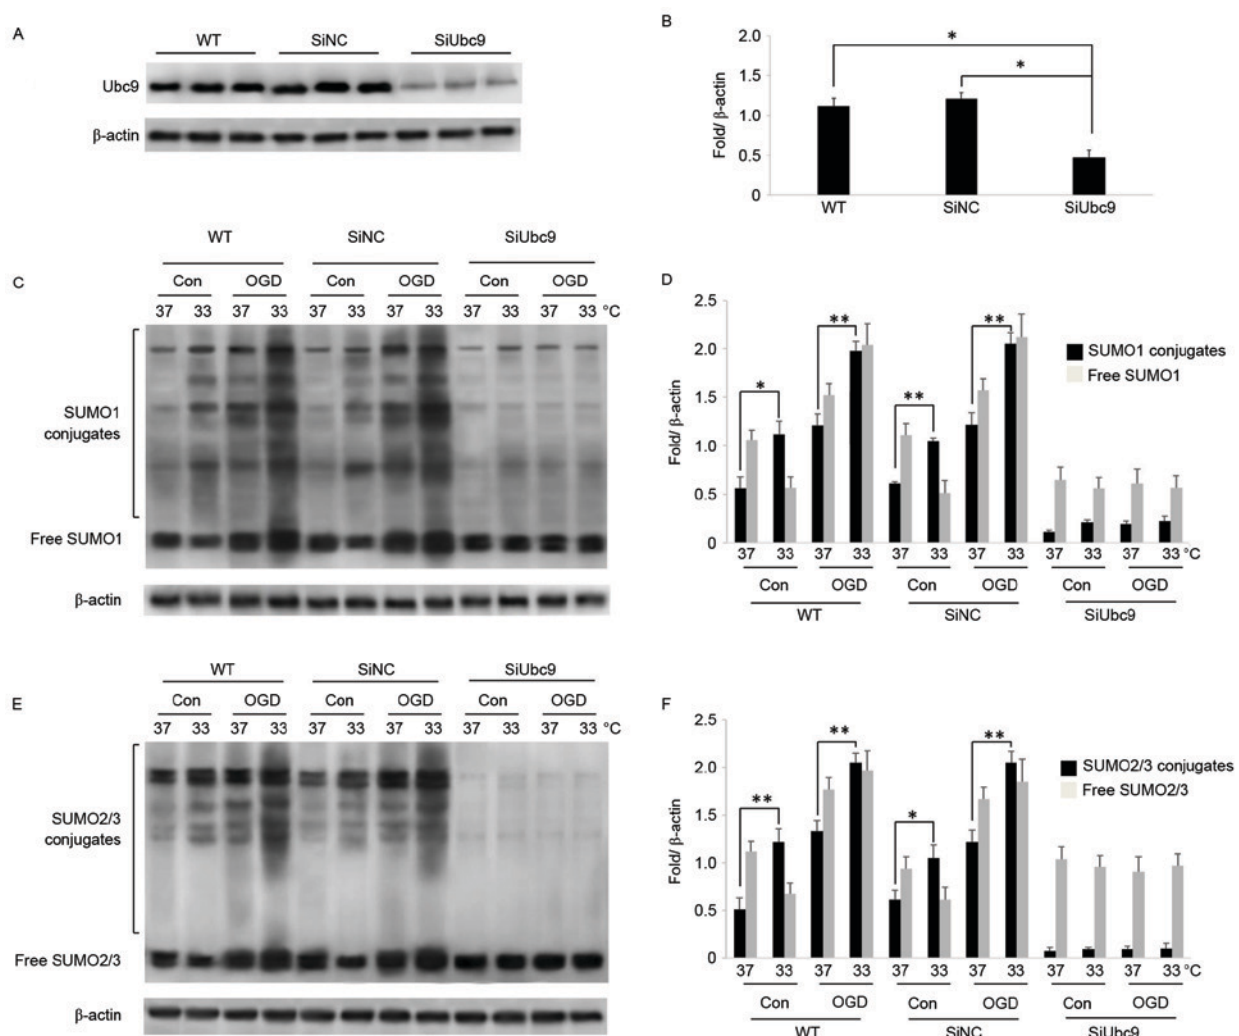 A
WT SiNC SiUbc9
Ubc9
β-actin
B
Fold/ β-actin
2.0
1.5
1.0
0.5
0
* *
WT SiNC SiUbc9
C
WT SiNC SiUbc9
Con OGD Con OGD Con OGD
37 33 37 33 37 33 37 33 37 33 37 33 °C
SUMO1
conjugates
Free SUMO1
β-actin
D
Fold/ β-actin
2.5
2.0
1.5
1.0
0.5
0
* ** ** **
SUMO1 conjugates
Free SUMO1
37 33 37 33 37 33 37 33 37 33 37 33 °C
Con OGD Con OGD Con OGD
WT SiNC SiUbc9
E
WT SiNC SiUbc9
Con OGD Con OGD Con OGD
37 33 37 33 37 33 37 33 37 33 37 33 °C
SUMO2/3
conjugates
Free SUMO2/3
β-actin
F
Fold/ β-actin
2.5
2.0
1.5
1.0
0.5
0
** ** * **
SUMO2/3 conjugates
Free SUMO2/3
37 33 37 33 37 33 37 33 37 33 37 33 °C
Con OGD Con OGD Con OGD
WT SiNC SiUbc9